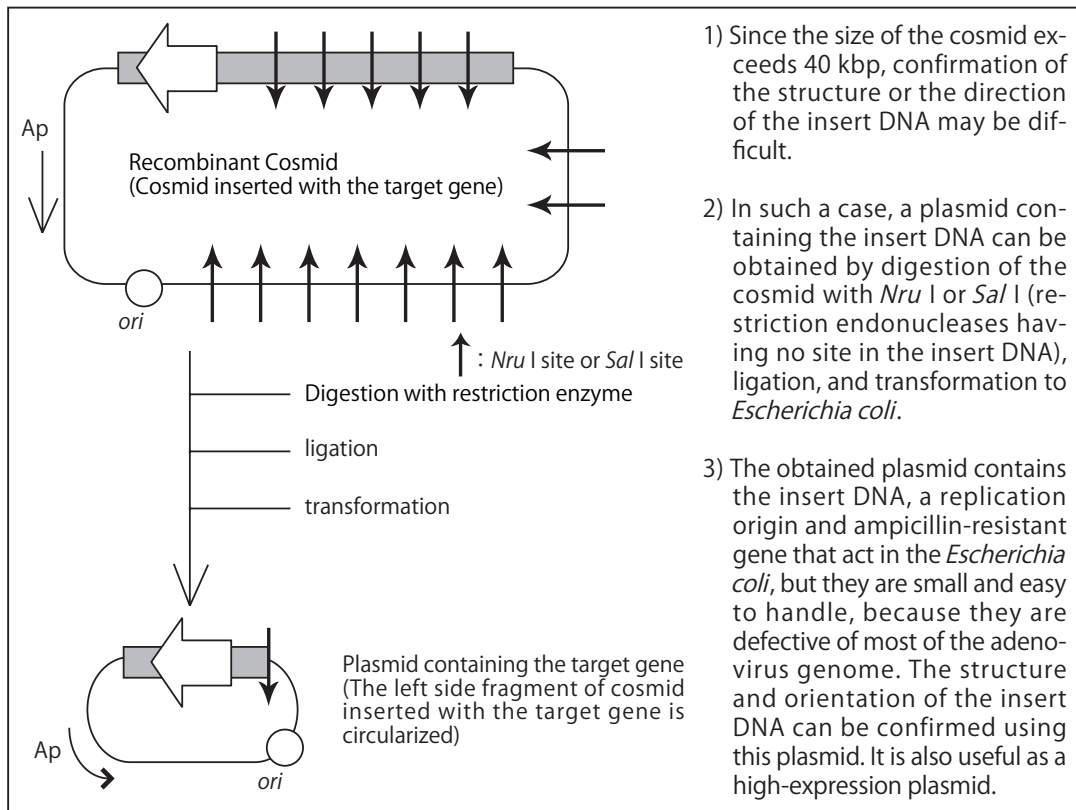 Ap
Recombinant Cosmid
(Cosmid inserted with the target gene)
ori
: Nru I site or Sal I site
Digestion with restriction enzyme
ligation
transformation
Plasmid containing the target gene
(The left side fragment of cosmid
inserted with the target gene is
circularized)
Ap
ori
1) Since the size of the cosmid ex-
ceeds 40 kbp, confirmation of
the structure or the direction
of the insert DNA may be dif-
ficult.
2) In such a case, a plasmid con-
taining the insert DNA can be
obtained by digestion of the
cosmid with Nru I or Sal I (re-
striction endonucleases hav-
ing no site in the insert DNA),
ligation, and transformation to
Escherichia coli.
3) The obtained plasmid contains
the insert DNA, a replication
origin and ampicillin-resistant
gene that act in the Escherichia
coli, but they are small and easy
to handle, because they are
defective of most of the adeno-
virus genome. The structure
and orientation of the insert
DNA can be confirmed using
this plasmid. It is also useful as a
high-expression plasmid.